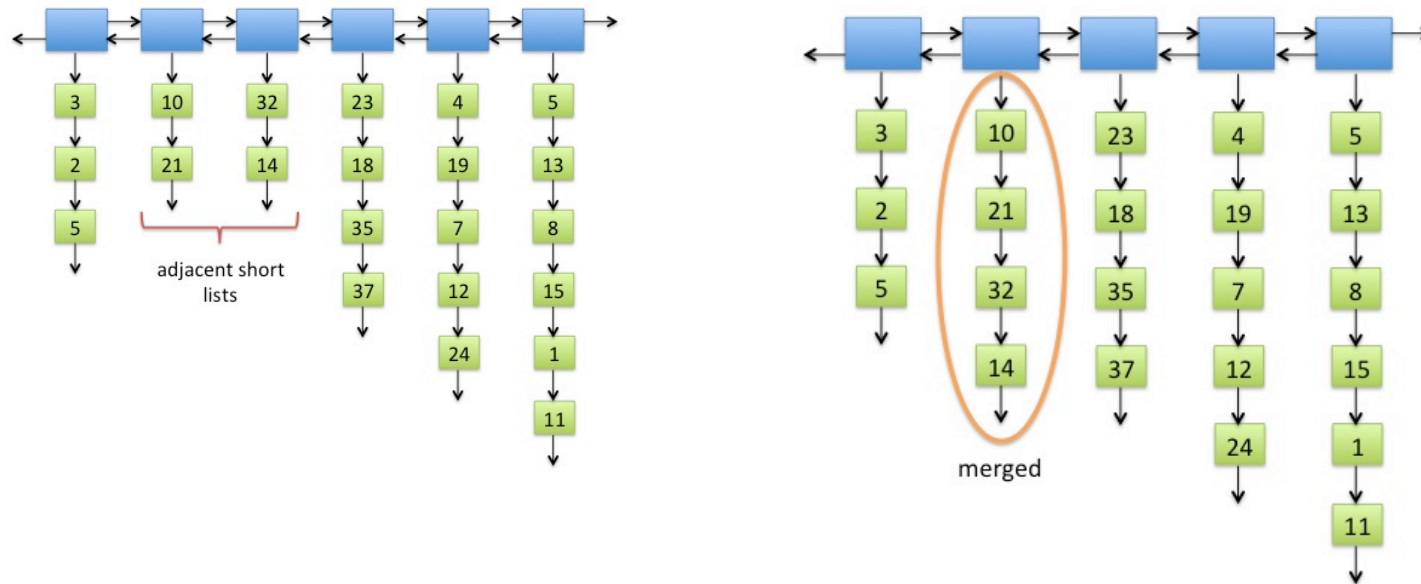 3 10 32 23 4 5
2 21 14 18 19 13
5 35 7 8
37 12 15
24 1
11
adjacent short
lists
3 10 23 4 5
2 21 18 19 13
5 32 35 7 8
14 37 12 15
24 1
11
merged